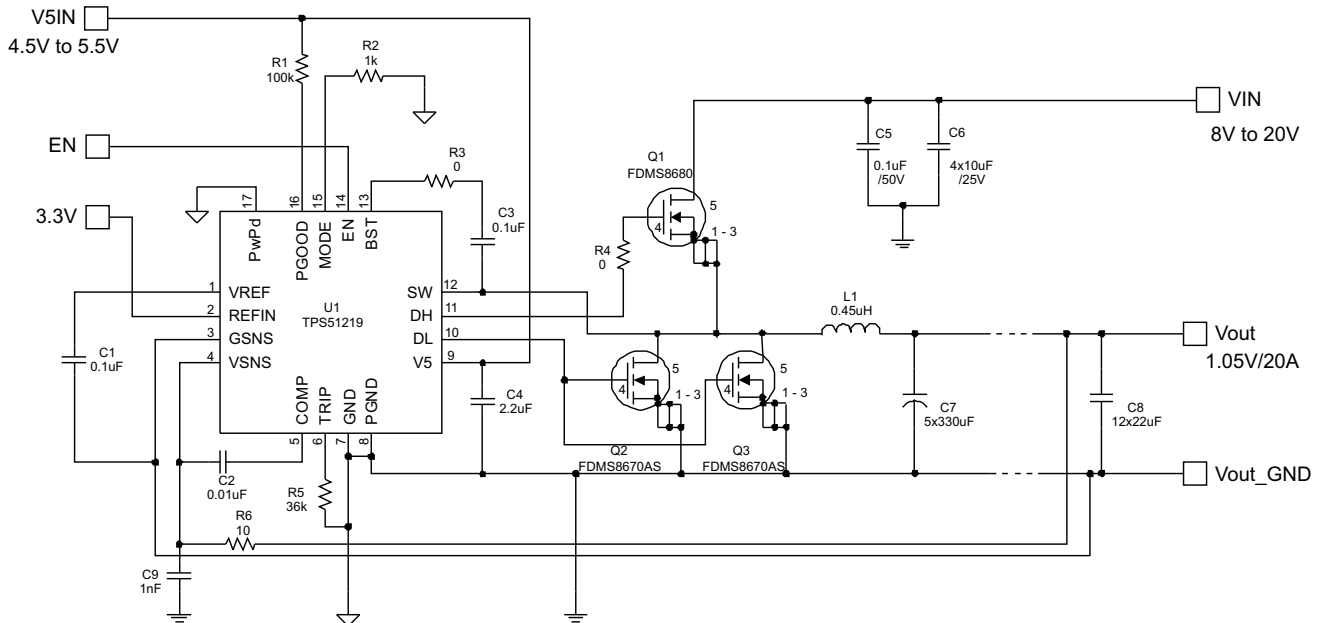 V5IN
4.5V to 5.5V
R1
100k
R2
1k
EN
3.3V
R3
0
C3
0.1uF
17
16
15
14
13
PwPd
PGOOD
MODE
EN
BST
1
VREF
2
REFIN
3
GSNS
4
VSNS
U1
TPS51219
SW
12
DH
11
DL
10
V5
9
COMP
TRIP
GND
PGND
5
6
7
8
C1
0.1uF
C2
0.01uF
R5
36k
R6
10
C9
1nF
C4
2.2uF
R4
0
Q1
FDMS8680
5
4
1 - 3
C5
0.1uF
/50V
C6
4x10uF
/25V
VIN
8V to 20V
L1
0.45uH
5
4
1 - 3
Q2
FDMS8670AS
5
4
1 - 3
Q3
FDMS8670AS
C7
5x330uF
C8
12x22uF
Vout
1.05V/20A
Vout_GND